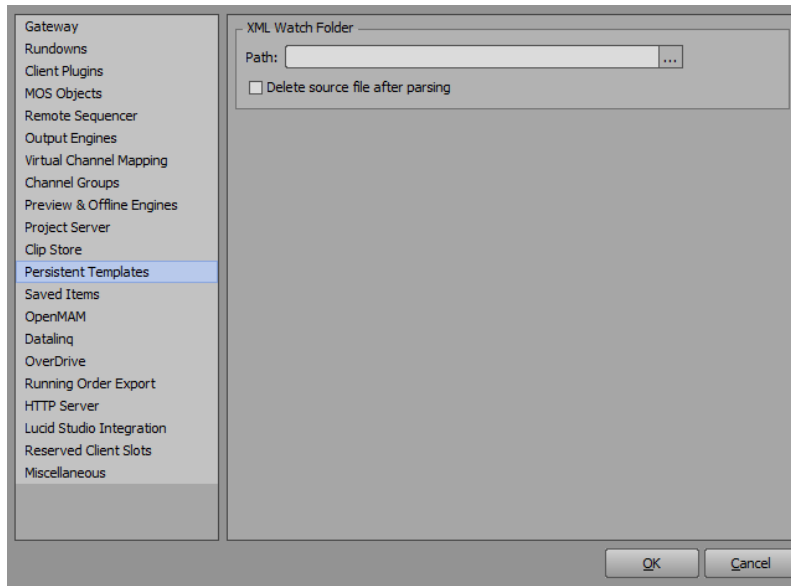 Gateway
Rundowns
Client Plugins
MOS Objects
Remote Sequencer
Output Engines
Virtual Channel Mapping
Channel Groups
Preview & Offline Engines
Project Server
Clip Store
Persistent Templates
Saved Items
OpenMAM
Datalinq
OverDrive
Running Order Export
HTTP Server
Lucid Studio Integration
Reserved Client Slots
Miscellaneous
XML Watch Folder
Path: ...
Delete source file after parsing
OK Cancel